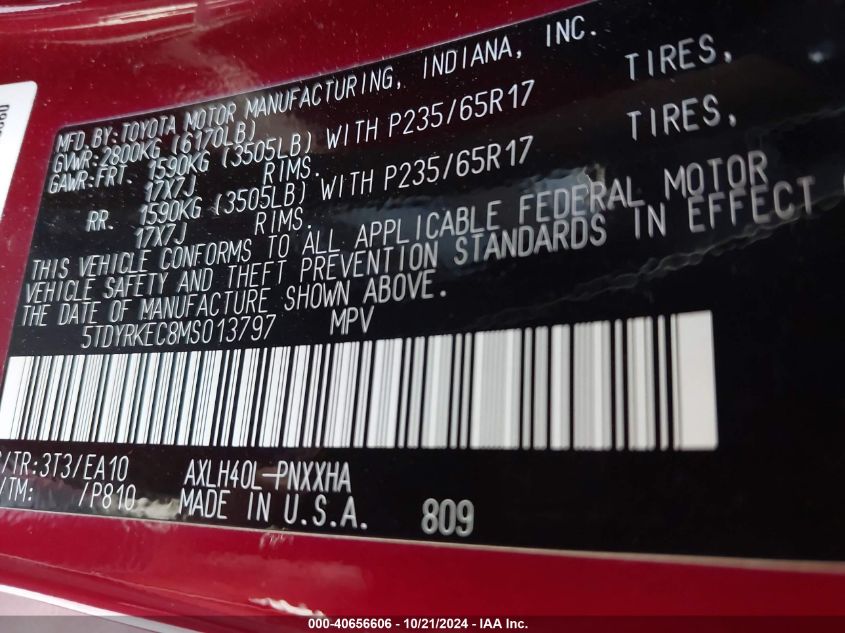 MFD.BY:TOYOTA MOTOR MANUFACTURING, INDIANA, INC.
GVWR:2800KG (6170LB)
GAWR:FRT. 1590KG (3505LB) WITH P235/65R17 TIRES,
17X7J RIMS.
RR. 1590KG (3505LB) WITH P235/65R17 TIRES,
17X7J RIMS.
THIS VEHICLE CONFORMS TO ALL APPLICABLE FEDERAL MOTOR
VEHICLE SAFETY AND THEFT PREVENTION STANDARDS IN EFFECT
THE DATE OF MANUFACTURE SHOWN ABOVE.
5TDYRKEC8MS013797 MPV
/TR:3T3/EA10 AXLH40L-PNXXHA
/TM: /P810 MADE IN U.S.A. 809
000-40656606 - 10/21/2024 - IAA Inc.